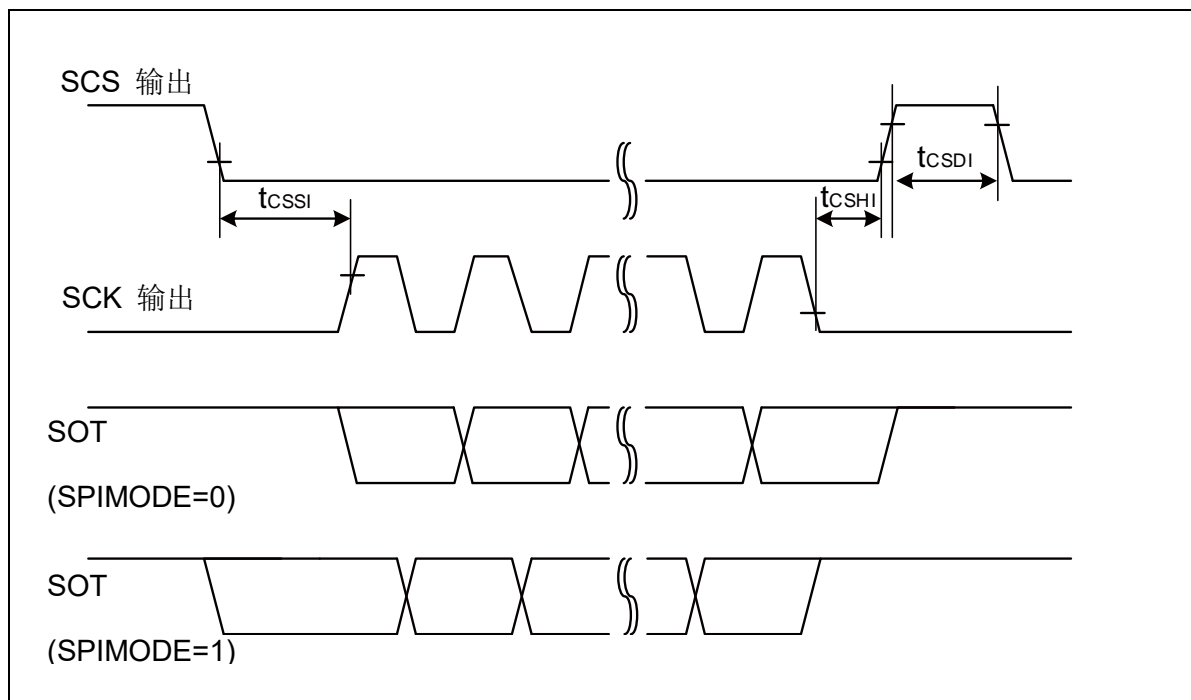 SCS 输出
tCSDI
tCSSI
tCSHI
SCK 输出
SOT
(SPIMODE=0)
SOT
(SPIMODE=1)